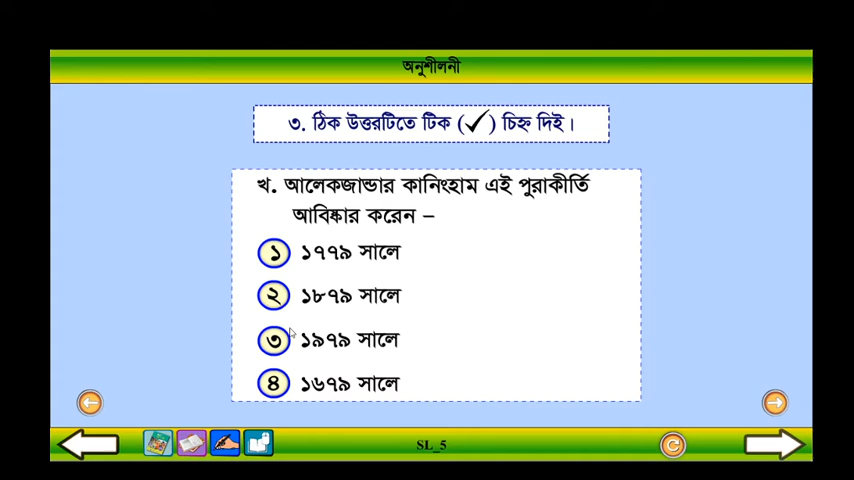 অনুশীলনী
৩. ঠিক উত্তরটিতে টিক (✓) চিহ্ন দিই।
খ. আলেকজান্ডার কানিংহাম এই পুরাকীর্তি
আবিষ্কার করেন –
১ ১৭৭৯ সালে
২ ১৮৭৯ সালে
৩ ১৯৭৯ সালে
৪ ১৬৭৯ সালে
SL_5